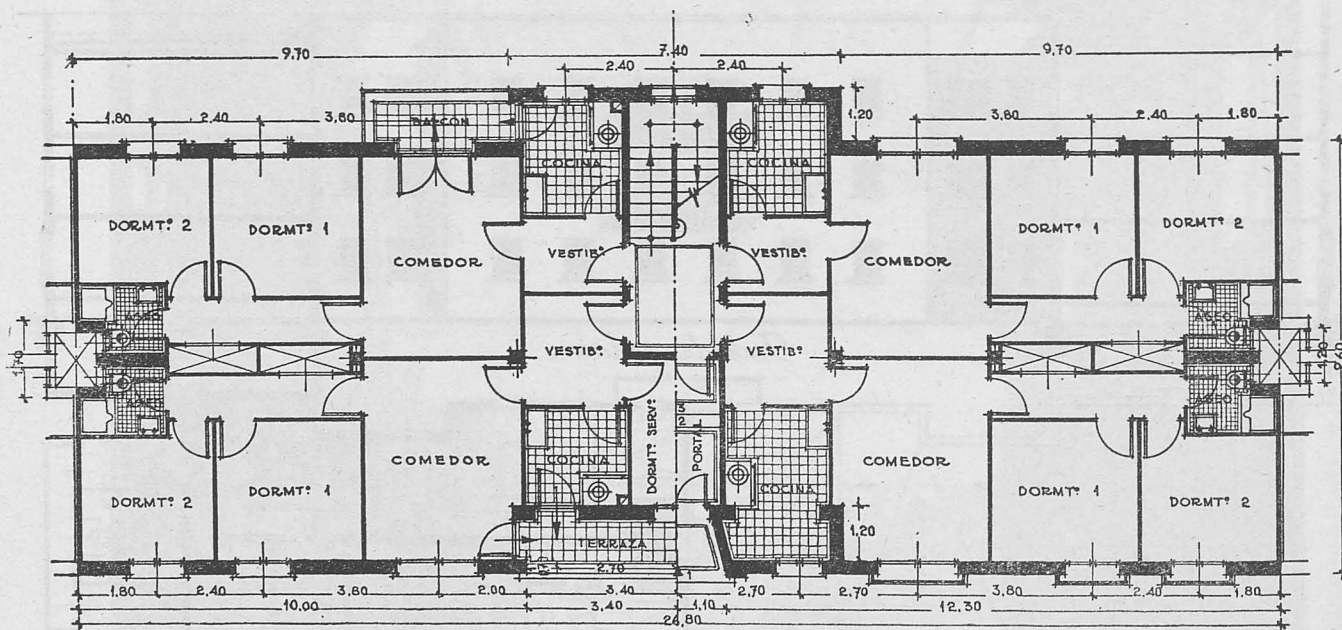 9,70 7,40 9,70
2,40 2,40
1,80 2,40 3,80 1,20 3,80 2,40 1,80
BALCON
COCINA COCINA
DORMTº 2 DORMTº 1 COMEDOR VESTIBº. VESTIBº. COMEDOR DORMTº 1 DORMTº 2
ASEO ASEO
1,70 VESTIBº. VESTIBº. 1,20 9,60
ASEO ASEO
3
2
DORMTº SERVº. PORTAL
COMEDOR COCINA COCINA COMEDOR
DORMTº 2 DORMTº 1 DORMTº 1 DORMTº 2
TERRAZA 1,20
2,70
1
1,80 2,40 3,80 2,00 3,40 2,70 2,70 3,80 2,40 1,80
10,00 3,40 1,10 12,30
26,80